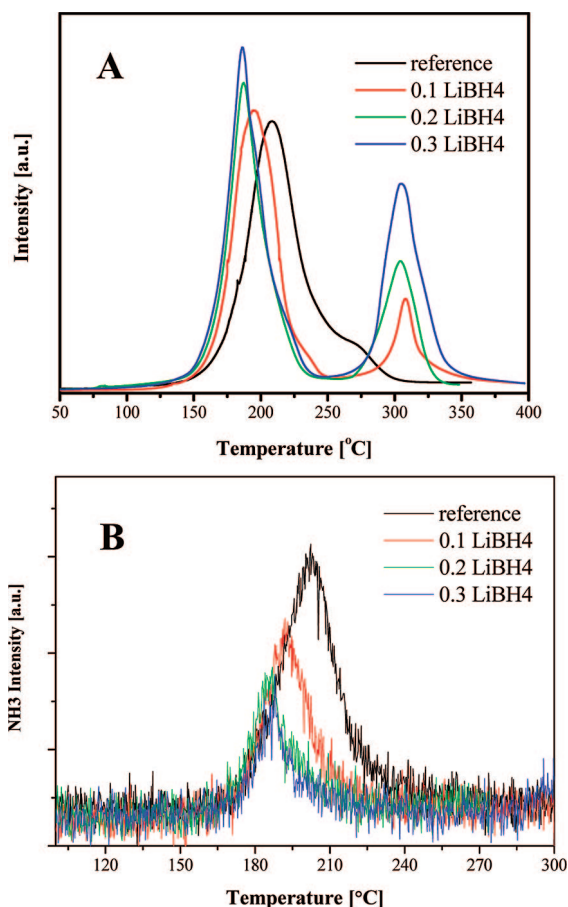 A
reference
0.1 LiBH4
0.2 LiBH4
0.3 LiBH4
Intensity [a.u.]
50 100 150 200 250 300 350 400
Temperature [°C]
B
reference
0.1 LiBH4
0.2 LiBH4
0.3 LiBH4
NH3 Intensity [a.u.]
120 150 180 210 240 270 300
Temperature [°C]